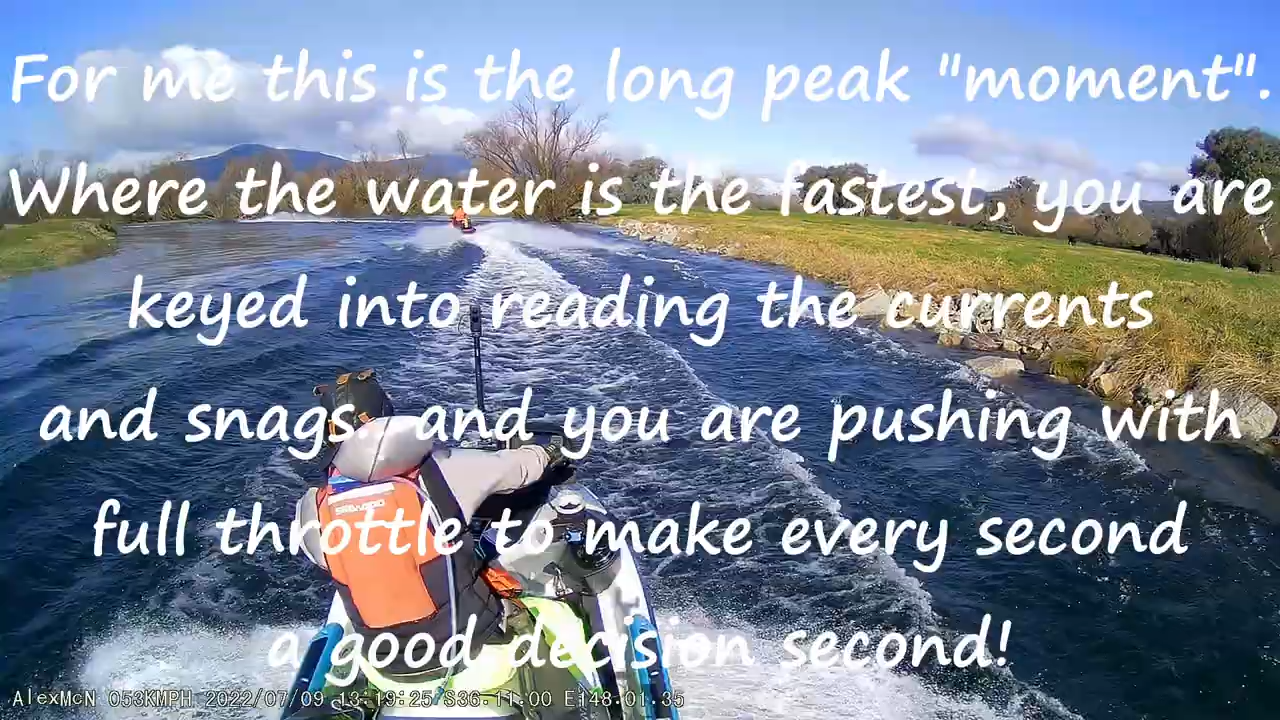 For me this is the long peak "moment".
Where the water is the fastest, you are
keyed into reading the currents
and snags.. and you are pushing with
full throttle to make every second
a good decision second!
SEADOO
AlexMcN 053KMPH 2022/07/09 13:19:25 S36.11.00 E148.01.35